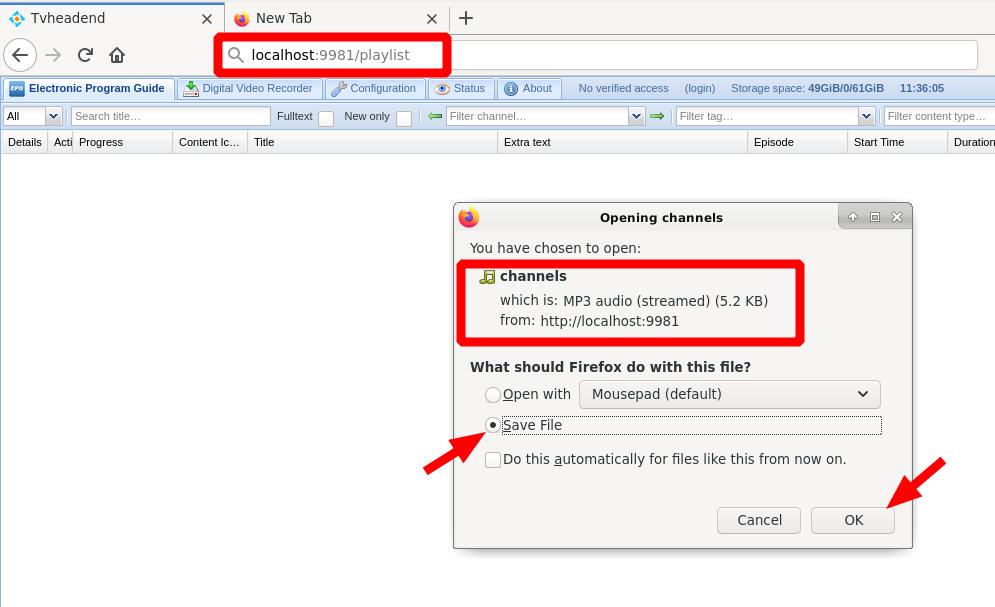 Tvheadend
New Tab
localhost:9981/playlist
EPG Electronic Program Guide Digital Video Recorder Configuration Status About No verified access (login) Storage space: 49GiB/0/61GiB 11:36:05
All Search title... Fulltext New only Filter channel... Filter tag... Filter content type...
Details Acti Progress Content Ic... Title Extra text Episode Start Time Duration
Opening channels
You have chosen to open:
channels
which is: MP3 audio (streamed) (5.2 KB)
from: http://localhost:9981
What should Firefox do with this file?
Open with Mousepad (default)
Save File
Do this automatically for files like this from now on.
Cancel OK